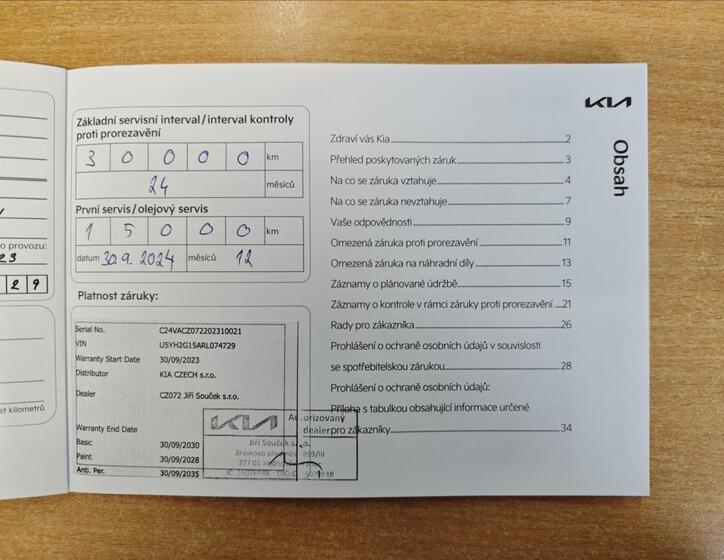 o provozu:
23
2 9
et kilometrů
Základní servisní interval/interval kontroly
proti prorezavění
3 0 0 0 0 km
24 měsíců
První servis/olejový servis
1 5 0 0 0 km
datum 30.9.2024 měsíců 12
Platnost záruky:
Serial No. C24VACZ072202310021
VIN U5YH2G15ARL074729
Warranty Start Date 30/09/2023
Distributor KIA CZECH s.r.o.
Dealer CZ072 Jiří Souček s.r.o.
Warranty End Date
Basic 30/09/2030
Paint 30/09/2028
Anti. Per. 30/09/2035
KIA Autorizovaný
dealer
Jiří Souček s.r.o.
899/III
377 01
KIA
Obsah
Zdraví vás Kia 2
Přehled poskytovaných záruk 3
Na co se záruka vztahuje 4
Na co se záruka nevztahuje 7
Vaše odpovědnosti 9
Omezená záruka proti prorezavění 11
Omezená záruka na náhradní díly 13
Záznamy o plánované údržbě 15
Záznamy o kontrole v rámci záruky proti prorezavění 21
Rady pro zákazníka 26
Prohlášení o ochraně osobních údajů v souvislosti
se spotřebitelskou zárukou 28
Prohlášení o ochraně osobních údajů:
Příloha s tabulkou obsahující informace určené
pro zákazníky 34